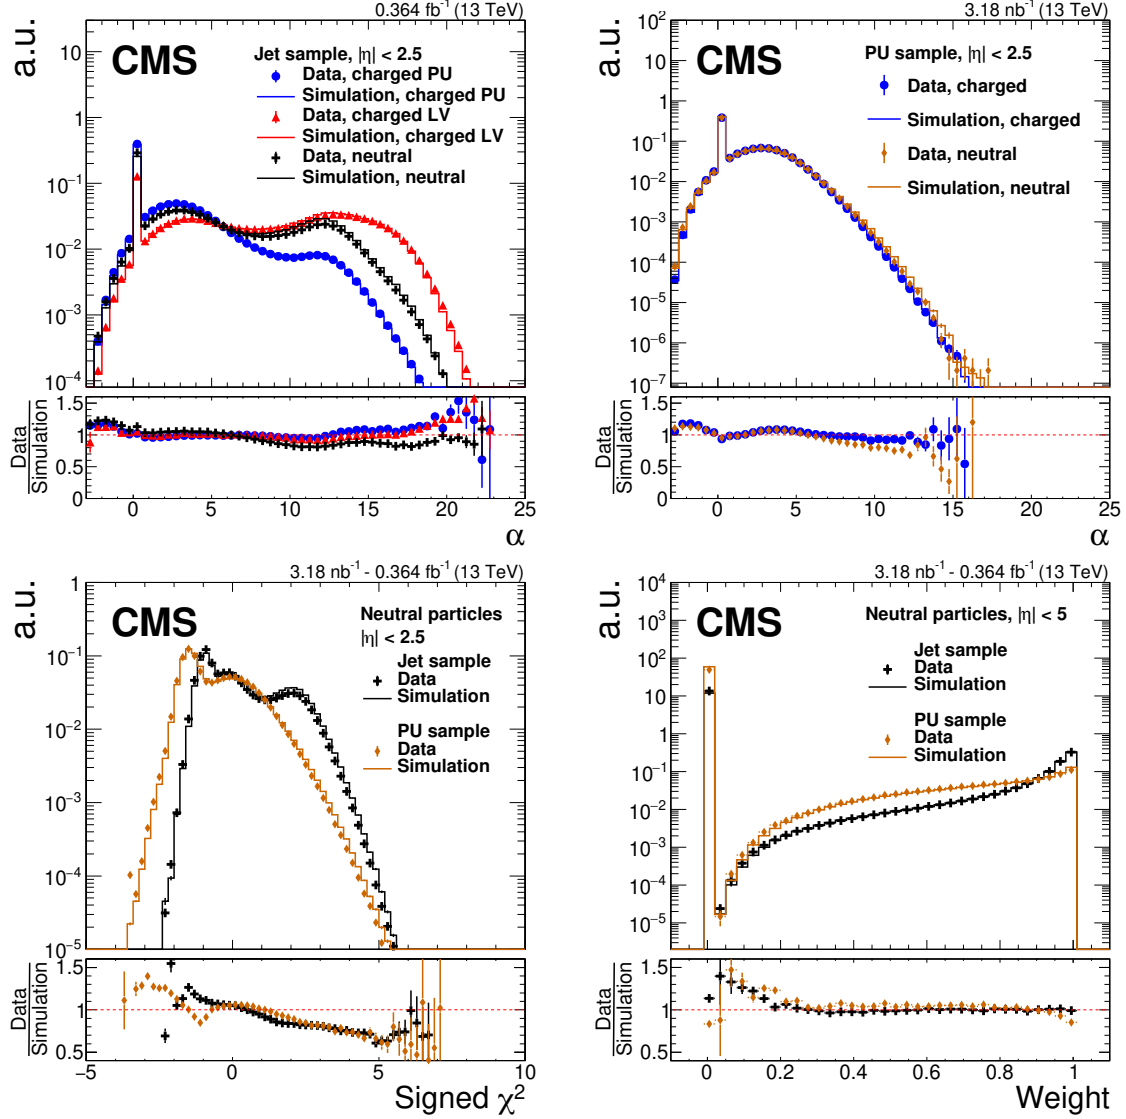 0.364 fb⁻¹ (13 TeV)
a.u.
CMS
Jet sample, |η| < 2.5
Data, charged PU
Simulation, charged PU
Data, charged LV
Simulation, charged LV
Data, neutral
Simulation, neutral
10
1
10⁻¹
10⁻²
10⁻³
10⁻⁴
Data
Simulation
1.5
1
0.5
0
0 5 10 15 20 25
α
3.18 nb⁻¹ (13 TeV)
a.u.
CMS
PU sample, |η| < 2.5
Data, charged
Simulation, charged
Data, neutral
Simulation, neutral
10²
10
1
10⁻¹
10⁻²
10⁻³
10⁻⁴
10⁻⁵
10⁻⁶
10⁻⁷
Data
Simulation
1.5
1
0.5
0
0 5 10 15 20 25
α
3.18 nb⁻¹ - 0.364 fb⁻¹ (13 TeV)
a.u.
CMS
Neutral particles
|η| < 2.5
Jet sample
Data
Simulation
PU sample
Data
Simulation
1
10⁻¹
10⁻²
10⁻³
10⁻⁴
10⁻⁵
Data
Simulation
1.5
1
0.5
−5 0 5 10
Signed χ²
3.18 nb⁻¹ - 0.364 fb⁻¹ (13 TeV)
a.u.
CMS
Neutral particles, |η| < 5
Jet sample
Data
Simulation
PU sample
Data
Simulation
10⁴
10³
10²
10
1
10⁻¹
10⁻²
10⁻³
10⁻⁴
10⁻⁵
Data
Simulation
1.5
1
0.5
0 0.2 0.4 0.6 0.8 1
Weight